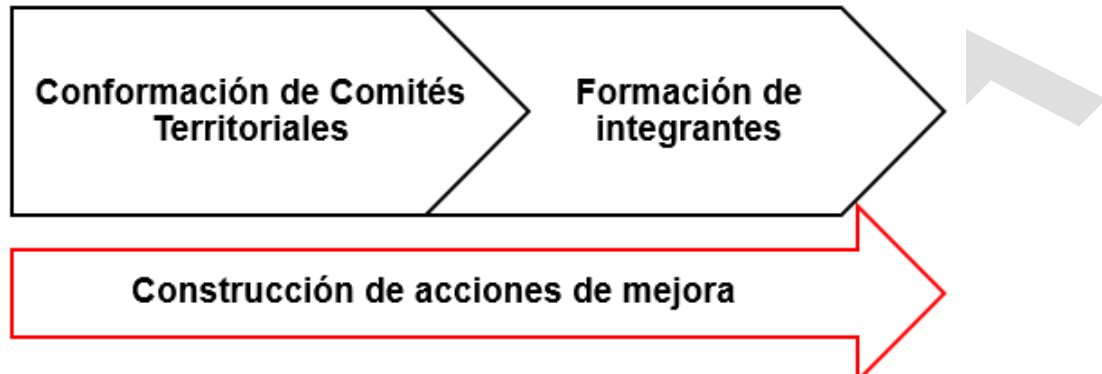 Conformación de Comités
Territoriales
Formación de
integrantes
Construcción de acciones de mejora